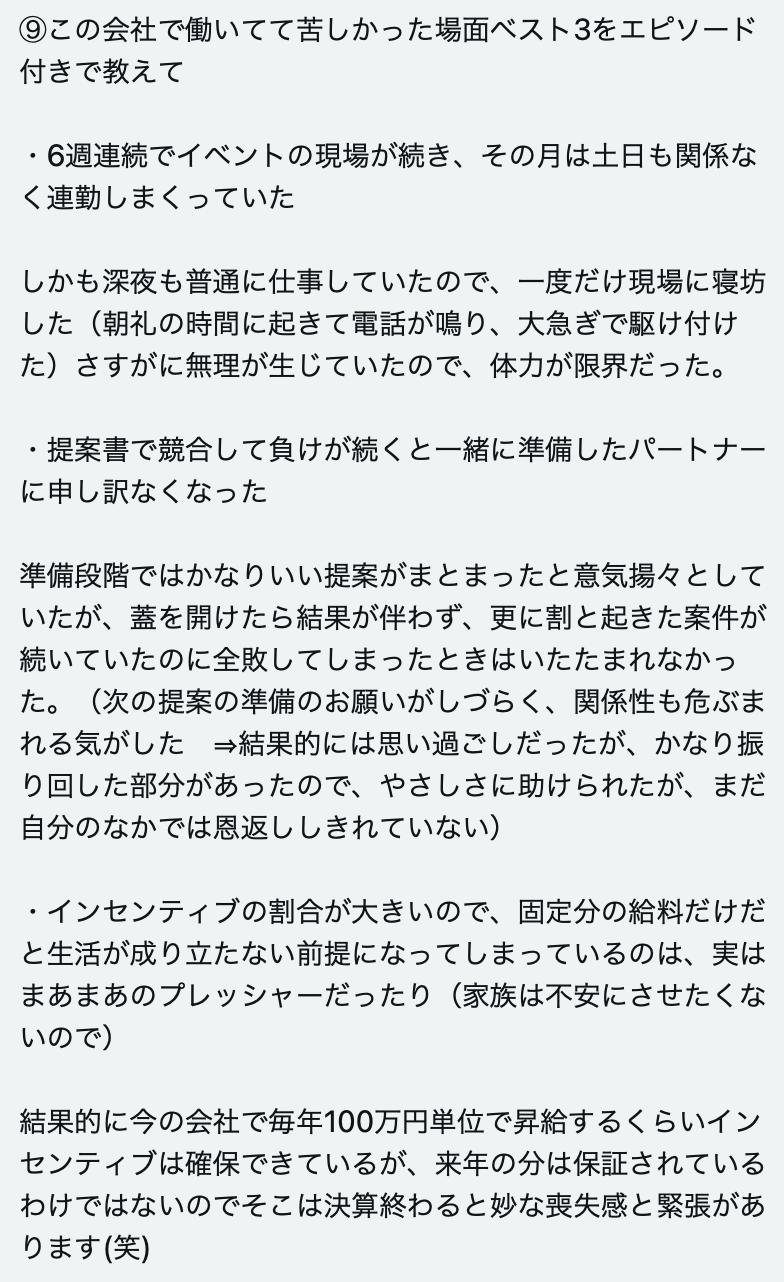 ⑨この会社で働いてて苦しかった場面ベスト3をエピソード
付きで教えて
・6週連続でイベントの現場が続き、その月は土日も関係な
く連勤しまくっていた
しかも深夜も普通に仕事していたので、一度だけ現場に寝坊
した（朝礼の時間に起きて電話が鳴り、大急ぎで駆け付け
た）さすがに無理が生じていたので、体力が限界だった。
・提案書で競合して負けが続くと一緒に準備したパートナー
に申し訳なくなった
準備段階ではかなりいい提案がまとまったと意気揚々として
いたが、蓋を開けたら結果が伴わず、更に割と起きた案件が
続いていたのに全敗してしまったときはいたたまれなかっ
た。（次の提案の準備のお願いがしづらく、関係性も危ぶま
れる気がした　⇒結果的には思い過ごしだったが、かなり振
り回した部分があったので、やさしさに助けられたが、まだ
自分のなかでは恩返ししきれていない）
・インセンティブの割合が大きいので、固定分の給料だけだ
と生活が成り立たない前提になってしまっているのは、実は
まあまあのプレッシャーだったり（家族は不安にさせたくな
いので）
結果的に今の会社で毎年100万円単位で昇給するくらいイン
センティブは確保できているが、来年の分は保証されている
わけではないのでそこは決算終わると妙な喪失感と緊張があ
ります(笑)